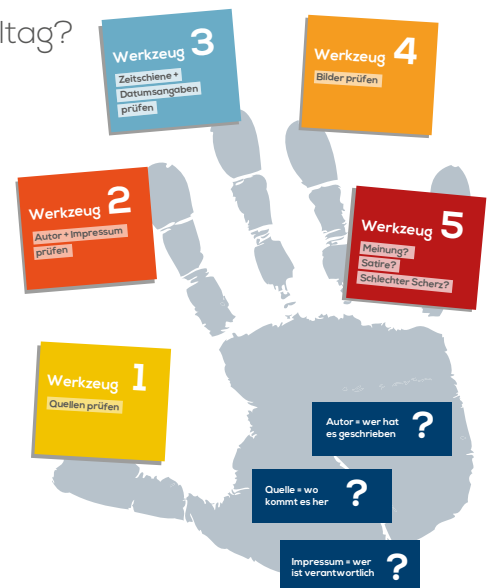 ltag?
Werkzeug 3
Zeitschiene +
Datumsangaben
prüfen
Werkzeug 4
Bilder prüfen
Werkzeug 2
Autor + Impressum
prüfen
Werkzeug 5
Meinung?
Satire?
Schlechter Scherz?
Werkzeug 1
Quellen prüfen
Autor = wer hat
es geschrieben ?
Quelle = wo
kommt es her ?
Impressum = wer
ist verantwortlich ?